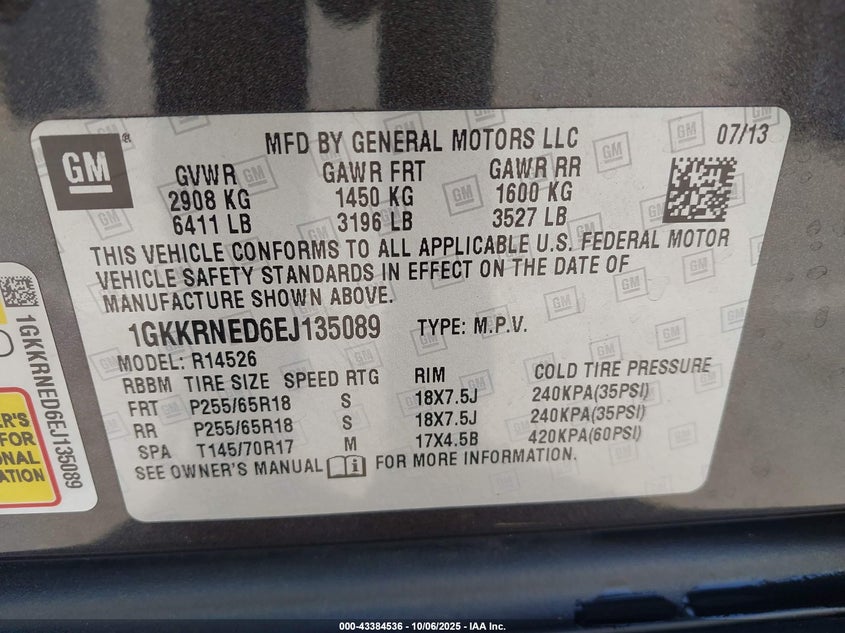 GM ®
MFD BY GENERAL MOTORS LLC 07/13
GVWR GAWR FRT GAWR RR
2908 KG 1450 KG 1600 KG
6411 LB 3196 LB 3527 LB
THIS VEHICLE CONFORMS TO ALL APPLICABLE U.S. FEDERAL MOTOR
VEHICLE SAFETY STANDARDS IN EFFECT ON THE DATE OF
MANUFACTURE SHOWN ABOVE.
1GKKRNED6EJ135089 TYPE: M.P.V.
MODEL: R14526
RBBM TIRE SIZE SPEED RTG RIM COLD TIRE PRESSURE
FRT P255/65R18 S 18X7.5J 240KPA(35PSI)
RR P255/65R18 S 18X7.5J 240KPA(35PSI)
SPA T145/70R17 M 17X4.5B 420KPA(60PSI)
SEE OWNER'S MANUAL FOR MORE INFORMATION.
1GKKRNED6EJ135089
ER'S
FOR
ONAL
ATION
000-43384536 - 10/06/2025 - IAA Inc.